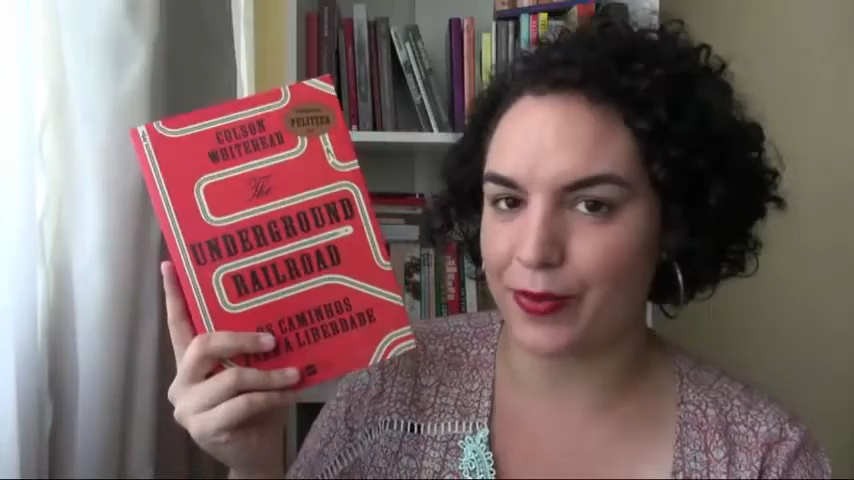 COLSON
WHITEHEAD
PULITZER
The
UNDERGROUND
RAILROAD
OS CAMINHOS
PARA A LIBERDADE